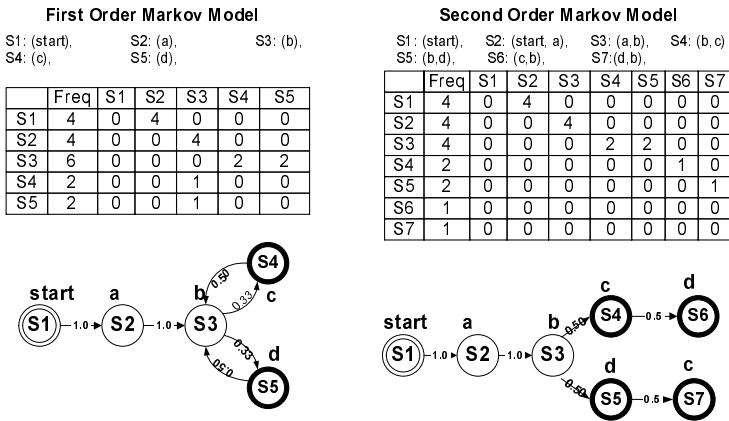 First Order Markov Model
S1: (start), S2: (a), S3: (b),
S4: (c), S5: (d),
Freq S1 S2 S3 S4 S5
S1 4 0 4 0 0 0
S2 4 0 0 4 0 0
S3 6 0 0 0 2 2
S4 2 0 0 1 0 0
S5 2 0 0 1 0 0
start a b c d
S1 1.0 S2 1.0 S3
S4 0.50 0.33
S5 0.33 0.50
Second Order Markov Model
S1: (start), S2: (start, a), S3: (a,b), S4: (b,c)
S5: (b,d), S6: (c,b), S7:(d,b),
Freq S1 S2 S3 S4 S5 S6 S7
S1 4 0 4 0 0 0 0 0
S2 4 0 0 4 0 0 0 0
S3 4 0 0 0 2 2 0 0
S4 2 0 0 0 0 0 1 0
S5 2 0 0 0 0 0 0 1
S6 1 0 0 0 0 0 0 0
S7 1 0 0 0 0 0 0 0
c d
start a b 0.50 S4 0.5 S6
S1 1.0 S2 1.0 S3
d c
0.50 S5 0.5 S7